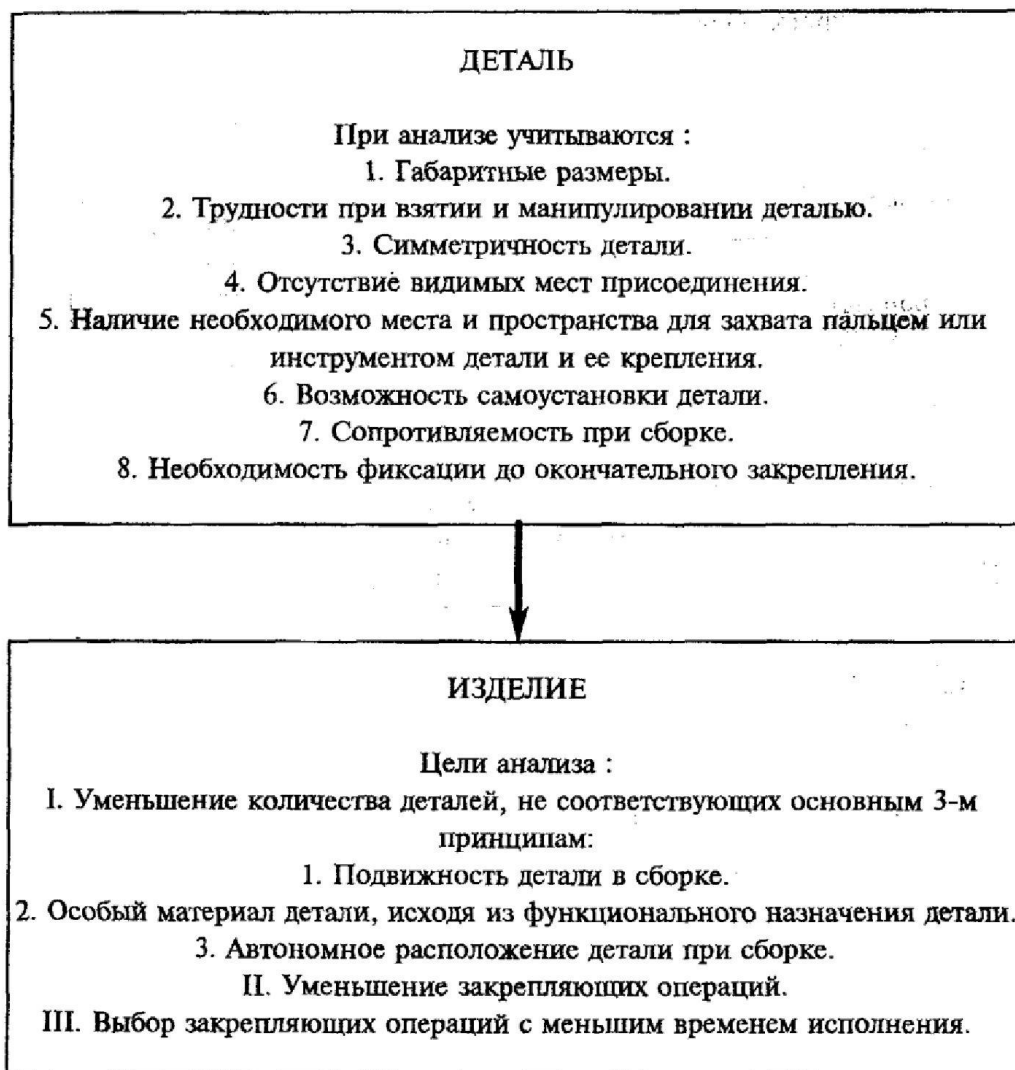 ДЕТАЛЬ
При анализе учитываются :
1. Габаритные размеры.
2. Трудности при взятии и манипулировании деталью.
3. Симметричность детали.
4. Отсутствие видимых мест присоединения.
5. Наличие необходимого места и пространства для захвата пальцем или
инструментом детали и ее крепления.
6. Возможность самоустановки детали.
7. Сопротивляемость при сборке.
8. Необходимость фиксации до окончательного закрепления.
ИЗДЕЛИЕ
Цели анализа :
I. Уменьшение количества деталей, не соответствующих основным 3-м
принципам:
1. Подвижность детали в сборке.
2. Особый материал детали, исходя из функционального назначения детали.
3. Автономное расположение детали при сборке.
II. Уменьшение закрепляющих операций.
III. Выбор закрепляющих операций с меньшим временем исполнения.